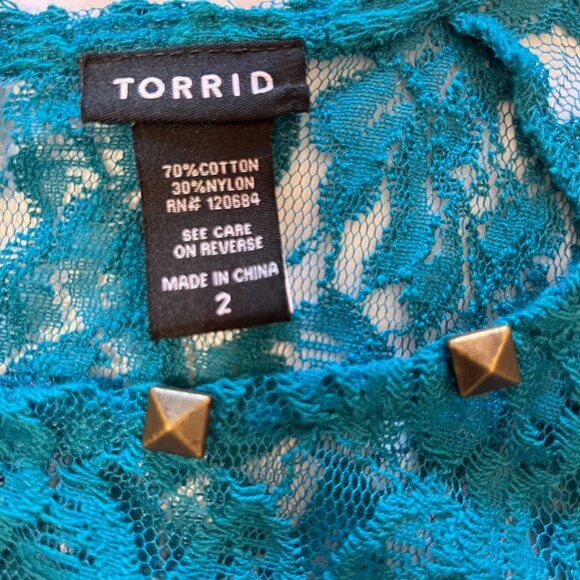 TORRID
70%COTTON
30%NYLON
RN# 120684
SEE CARE
ON REVERSE
MADE IN CHINA
2